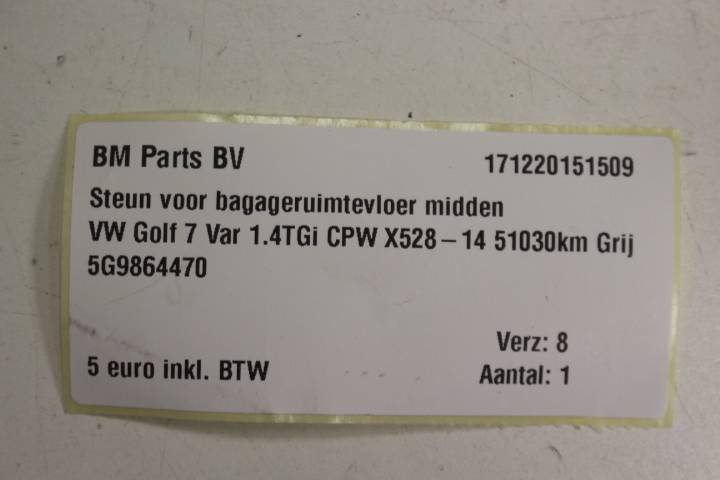 BM Parts BV 171220151509
Steun voor bagageruimtevloer midden
VW Golf 7 Var 1.4TGi CPW X528 – 14 51030km Grij
5G9864470
Verz: 8
5 euro inkl. BTW Aantal: 1